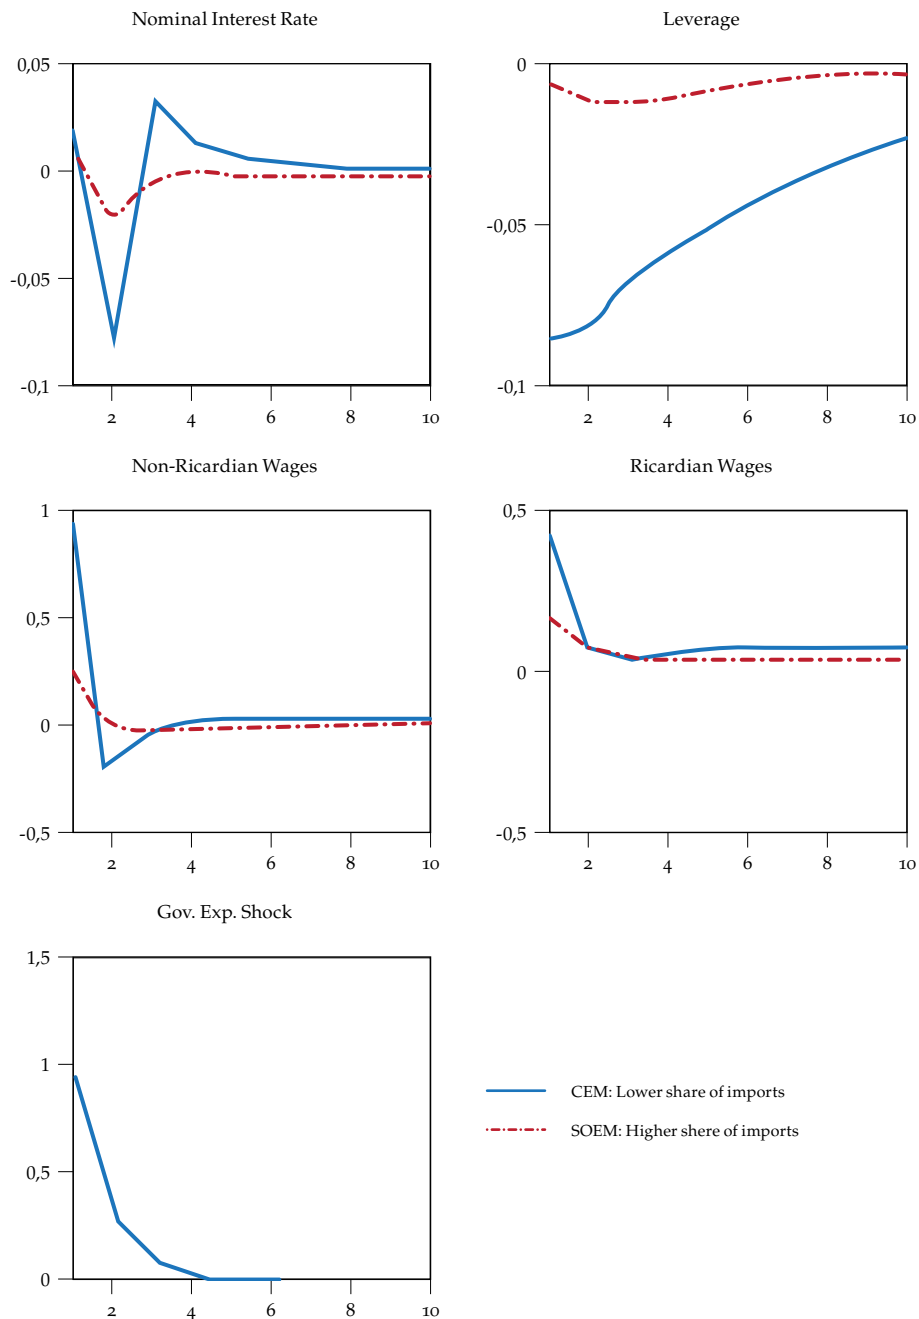 Nominal Interest Rate
0,05
0
-0,05
-0,1
2 4 6 8 10
Leverage
0
-0,05
-0,1
2 4 6 8 10
Non-Ricardian Wages
1
0,5
0
-0,5
2 4 6 8 10
Ricardian Wages
0,5
0
-0,5
2 4 6 8 10
Gov. Exp. Shock
1,5
1
0,5
0
2 4 6 8 10
CEM: Lower share of imports
SOEM: Higher shere of imports